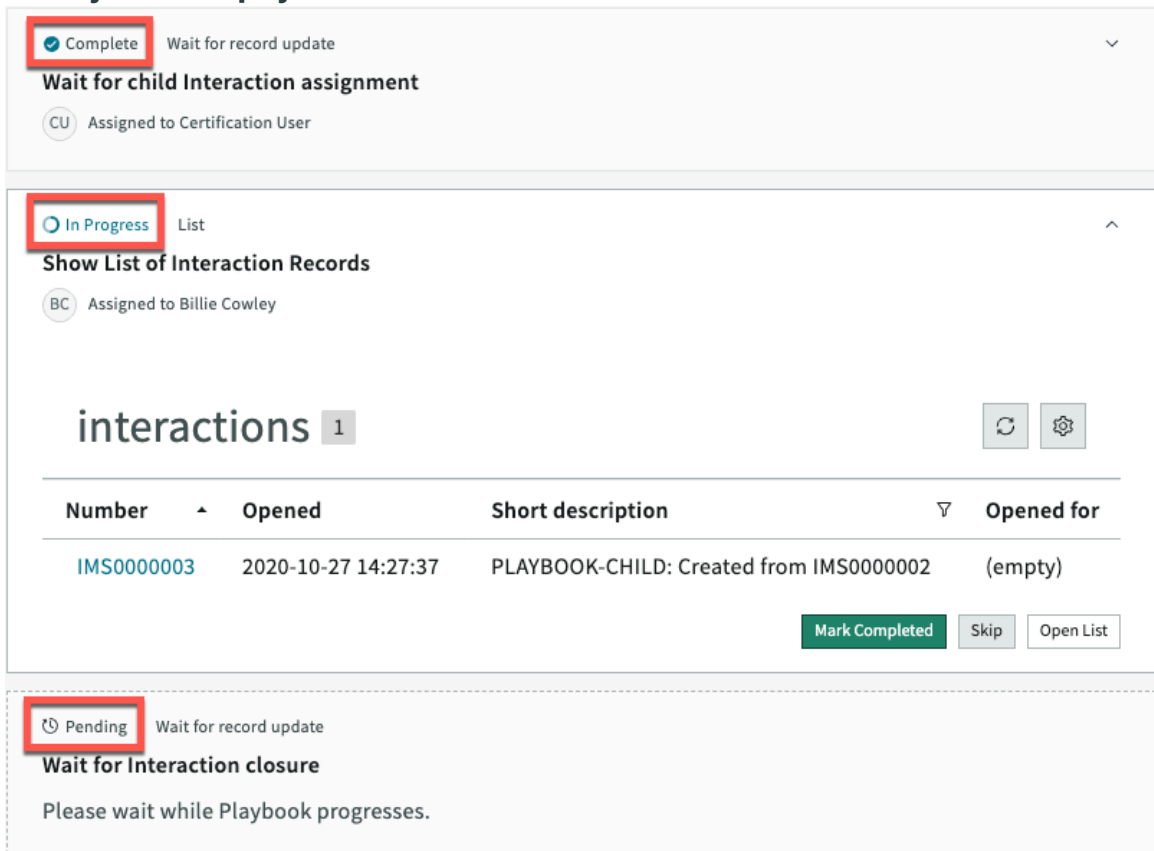 Complete Wait for record update
Wait for child Interaction assignment
CU Assigned to Certification User
In Progress List
Show List of Interaction Records
BC Assigned to Billie Cowley
interactions 1
Number Opened Short description Opened for
IMS0000003 2020-10-27 14:27:37 PLAYBOOK-CHILD: Created from IMS0000002 (empty)
Mark Completed Skip Open List
Pending Wait for record update
Wait for Interaction closure
Please wait while Playbook progresses.